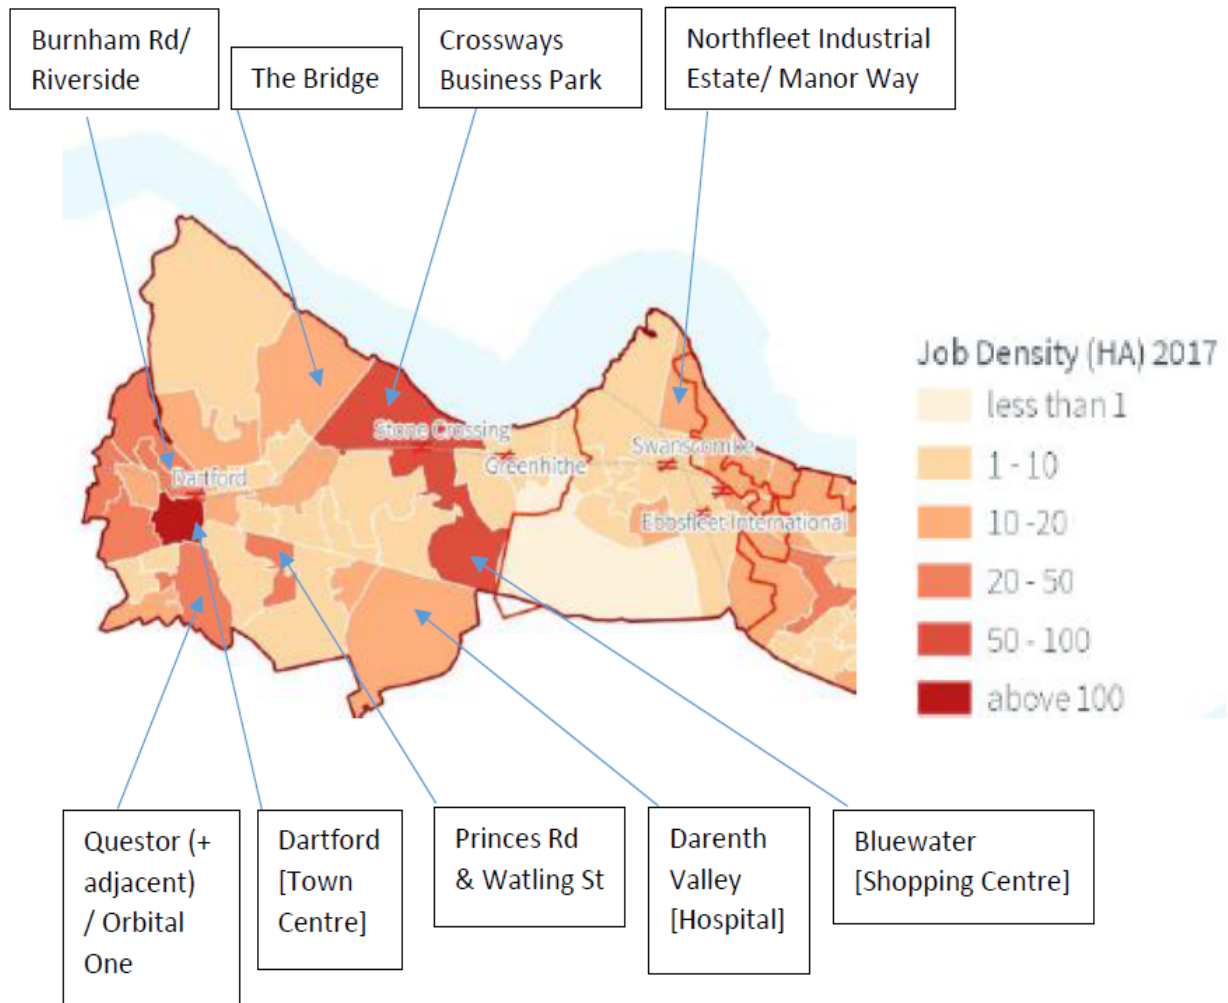 Burnham Rd/
Riverside
The Bridge
Crossways
Business Park
Northfleet Industrial
Estate/ Manor Way
Stone Crossing
Greenhithe
Swanscombe
Dartford
Ebbsfleet International
Job Density (HA) 2017
less than 1
1 - 10
10 -20
20 - 50
50 - 100
above 100
Questor (+
adjacent)
/ Orbital
One
Dartford
[Town
Centre]
Princes Rd
& Watling St
Darenth
Valley
[Hospital]
Bluewater
[Shopping Centre]